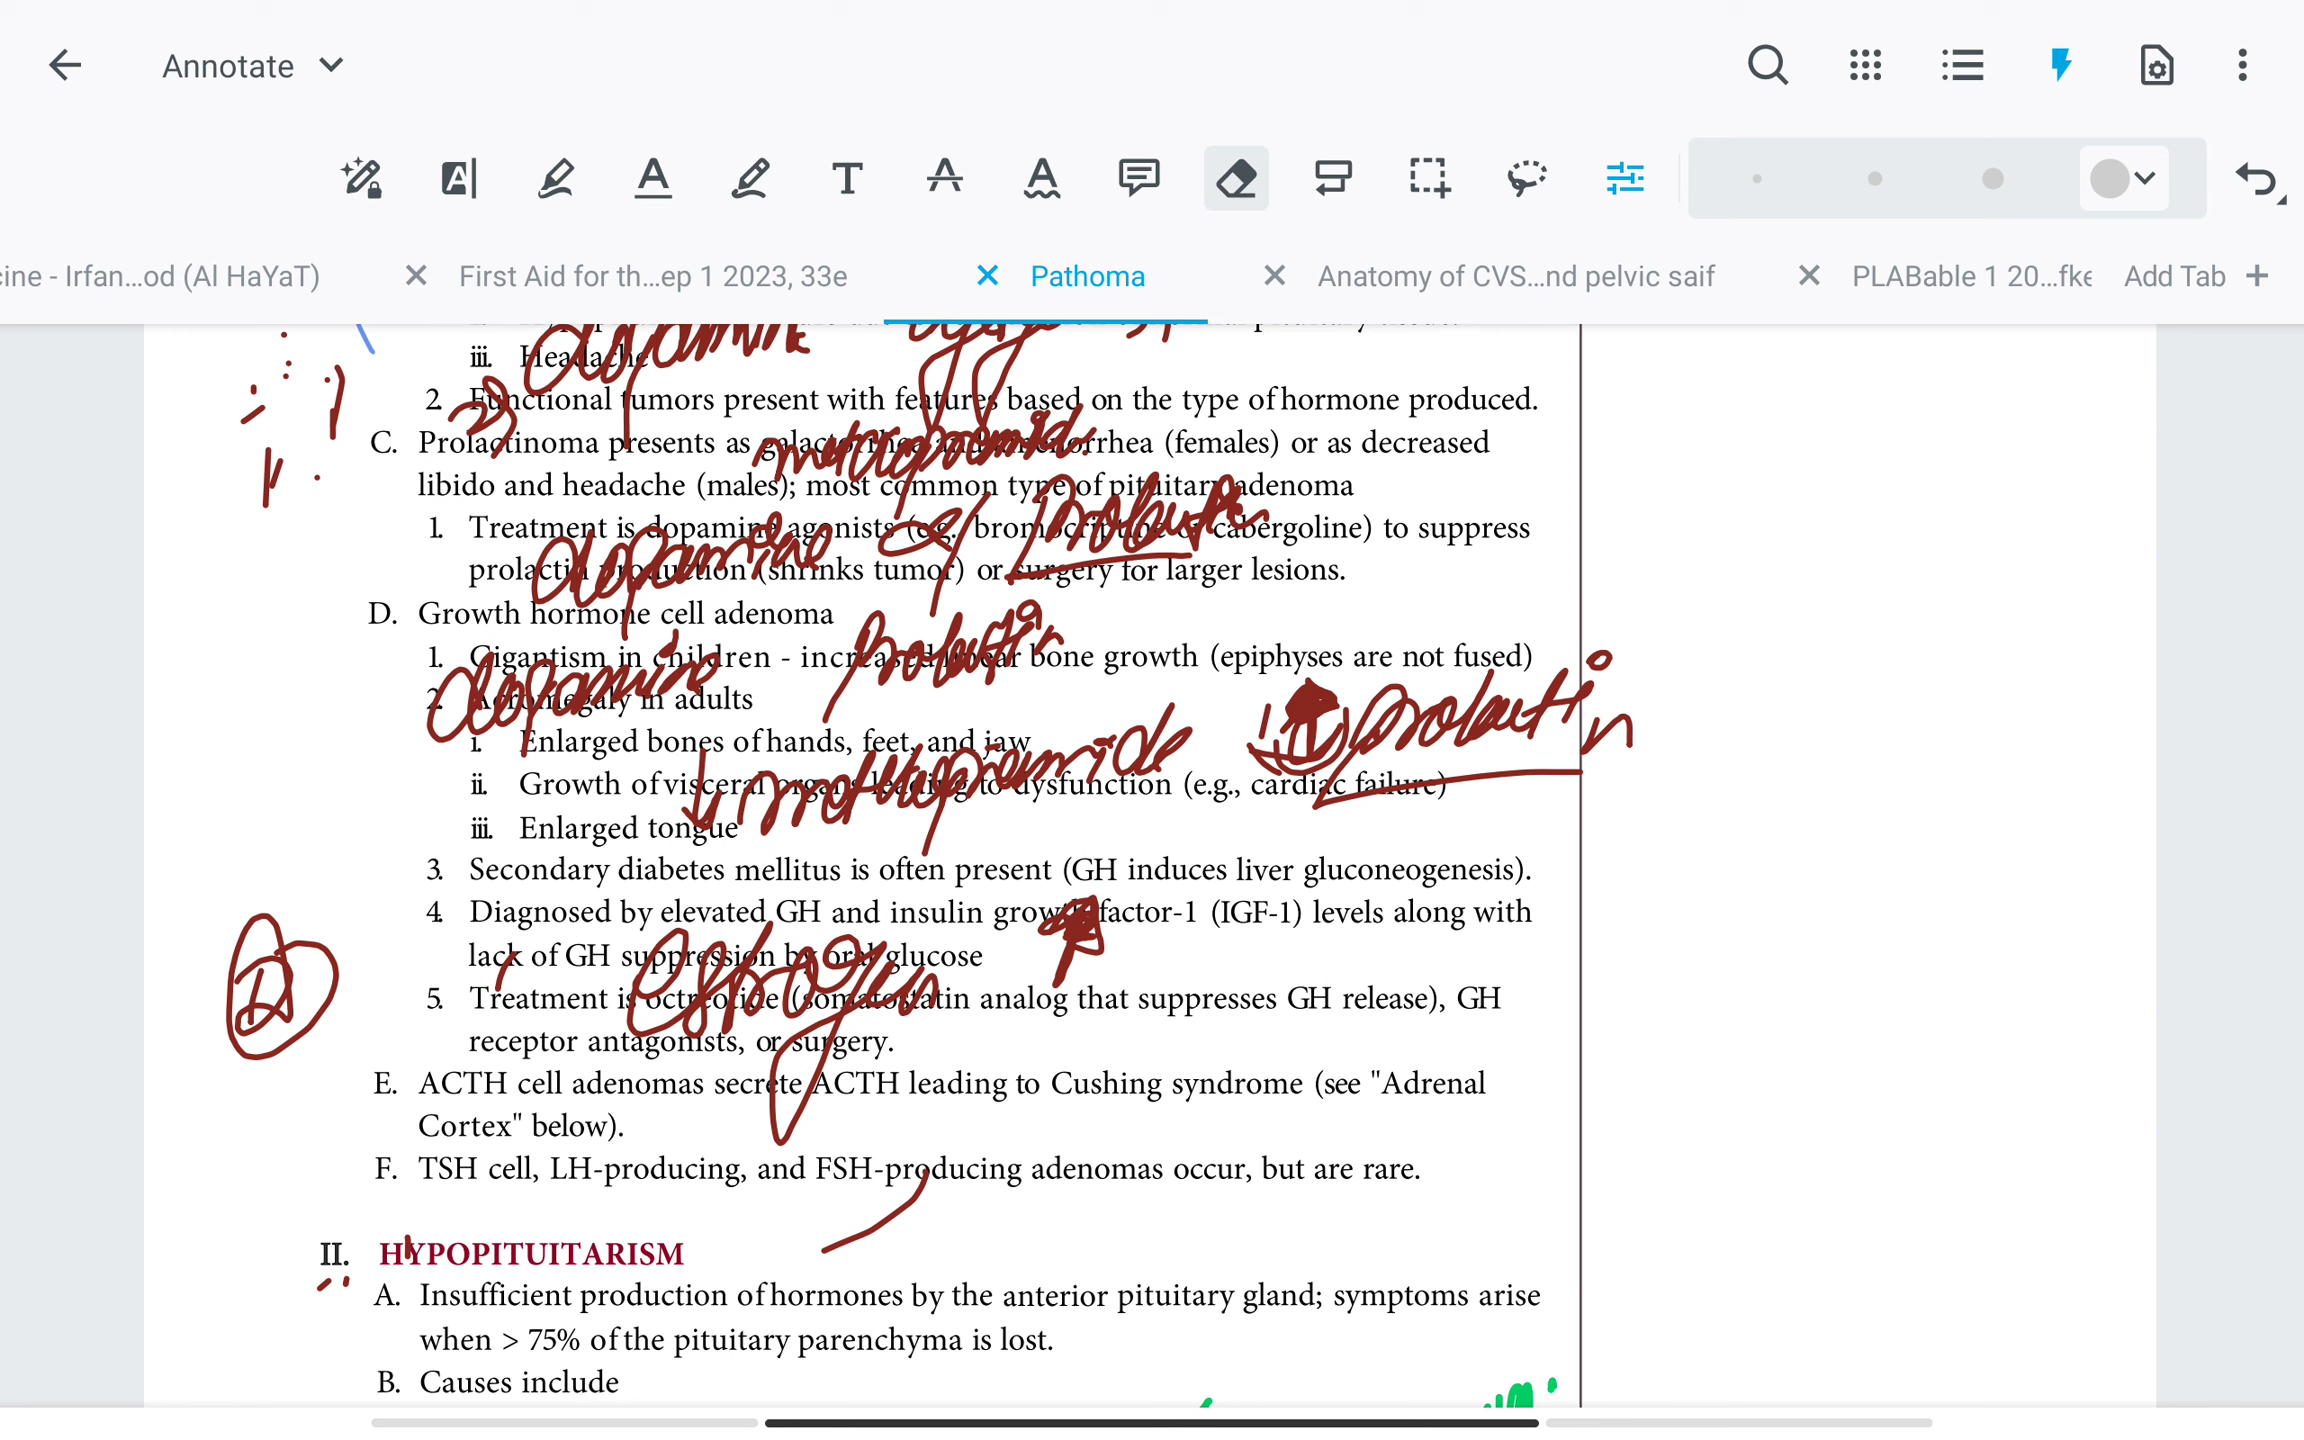 Annotate
cine - Irfan...od (Al HaYaT)
First Aid for th...ep 1 2023, 33e
Pathoma
Anatomy of CVS...nd pelvic saif
PLABable 1 20...fke
Add Tab +
dopamine
iii. Headache
2. Functional tumors present with features based on the type of hormone produced.
2)
metoclopramide
C. Prolactinoma presents as galactorrhea and amenorrhea (females) or as decreased
libido and headache (males); most common type of pituitary adenoma
1. Treatment is dopamine agonists (e.g. bromocriptine or cabergoline) to suppress
dopamine
prolactin
prolactin production (shrinks tumor) or surgery for larger lesions.
D. Growth hormone cell adenoma
1. Gigantism in children - increased linear bone growth (epiphyses are not fused)
dopamine
prolactin
2. Acromegaly in adults
prolactin
i. Enlarged bones of hands, feet, and jaw
ii. Growth of visceral organs leading to dysfunction (e.g., cardiac failure)
iii. Enlarged tongue
3. Secondary diabetes mellitus is often present (GH induces liver gluconeogenesis).
4. Diagnosed by elevated GH and insulin growth factor-1 (IGF-1) levels along with
lack of GH suppression by oral glucose
estrogen
5. Treatment is octreotide (somatostatin analog that suppresses GH release), GH
receptor antagonists, or surgery.
E. ACTH cell adenomas secrete ACTH leading to Cushing syndrome (see "Adrenal
Cortex" below).
F. TSH cell, LH-producing, and FSH-producing adenomas occur, but are rare.
II. HYPOPITUITARISM
A. Insufficient production of hormones by the anterior pituitary gland; symptoms arise
when > 75% of the pituitary parenchyma is lost.
B. Causes include